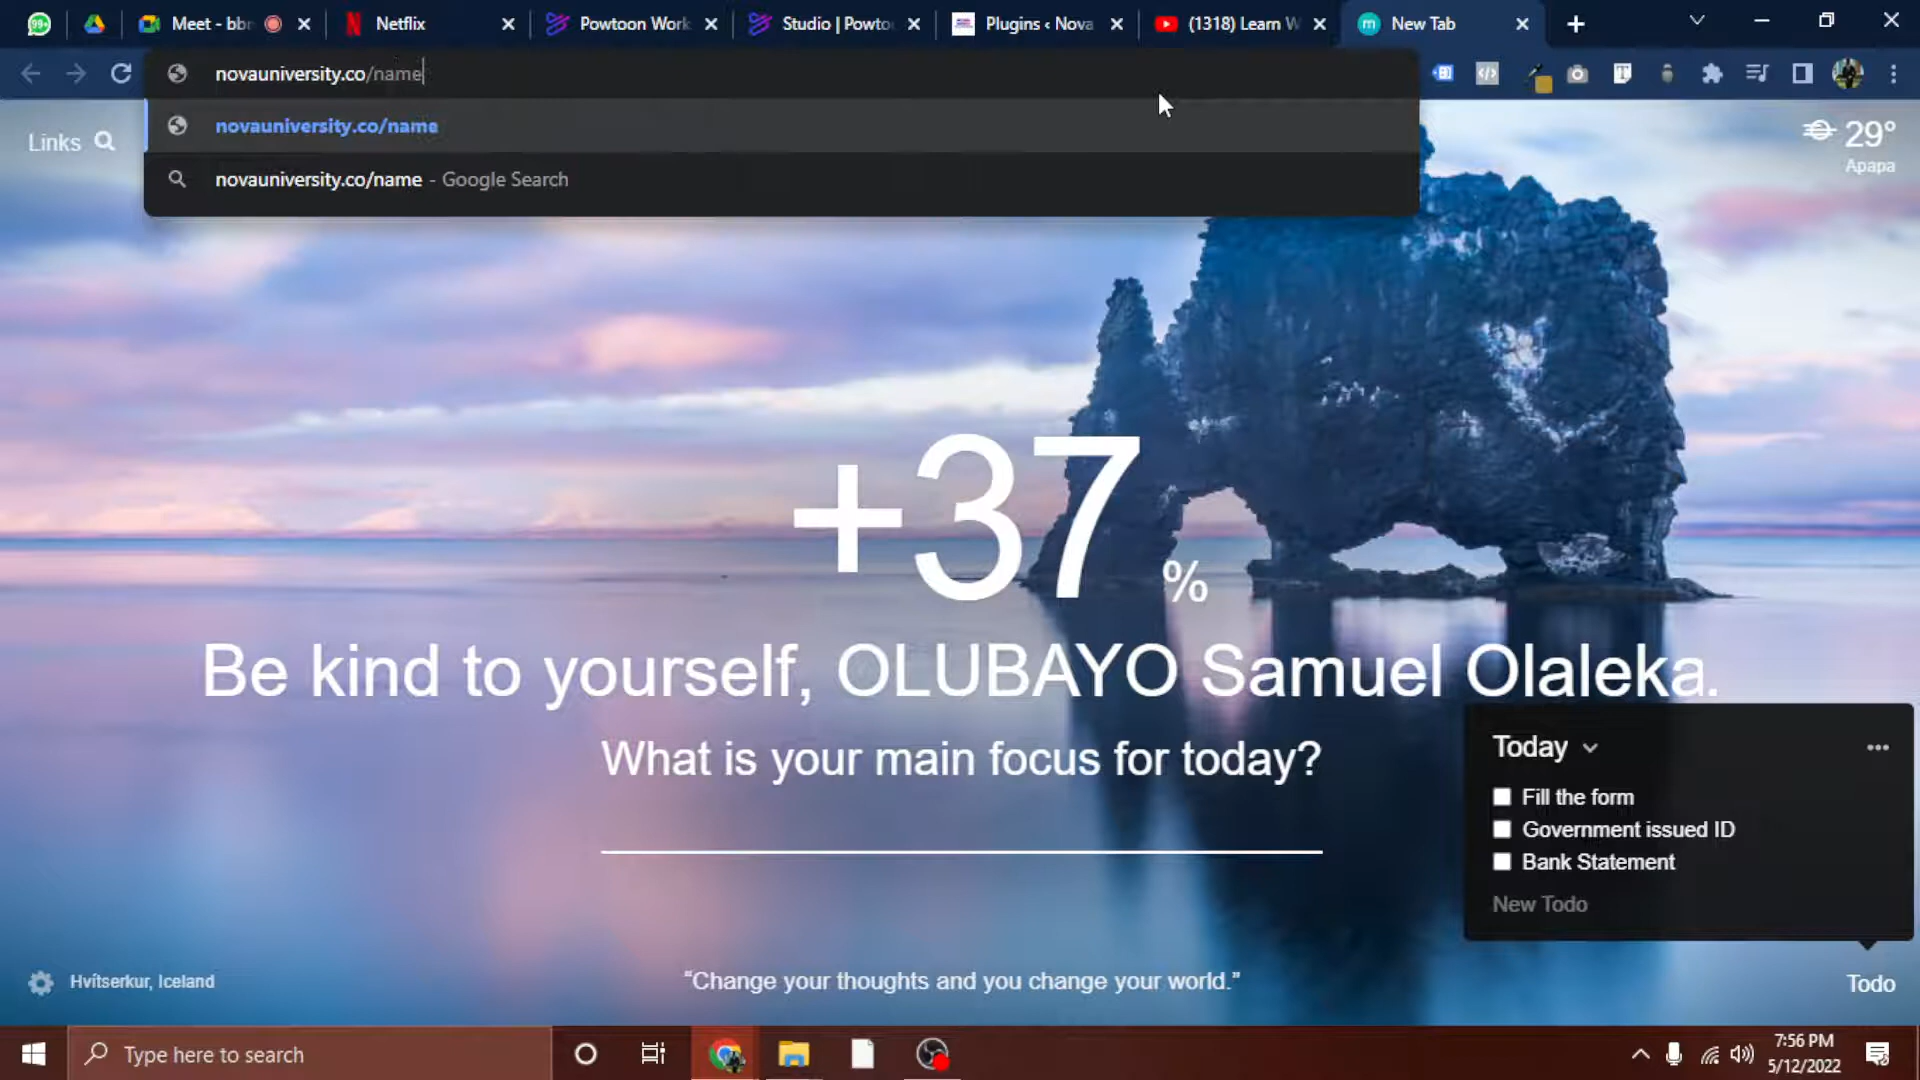 99+
Meet - bb
Netflix
Powtoon Work
Studio | Powto
Plugins ‹ Nova
(1318) Learn W
New Tab
novauniversity.co/name
novauniversity.co/name
novauniversity.co/name - Google Search
Links
29°
Apapa
+37 %
Be kind to yourself, OLUBAYO Samuel Olaleka.
What is your main focus for today?
Today
Fill the form
Government issued ID
Bank Statement
New Todo
Hvítserkur, Iceland
“Change your thoughts and you change your world.”
Todo
Type here to search
7:56 PM
5/12/2022